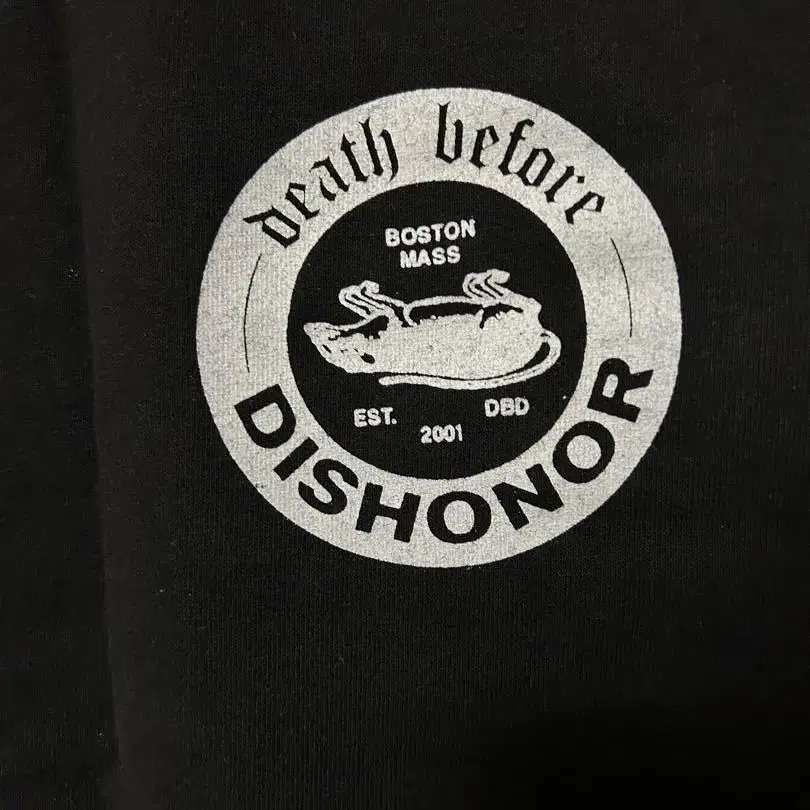 death before
BOSTON
MASS
EST. DBD
2001
DISHONOR